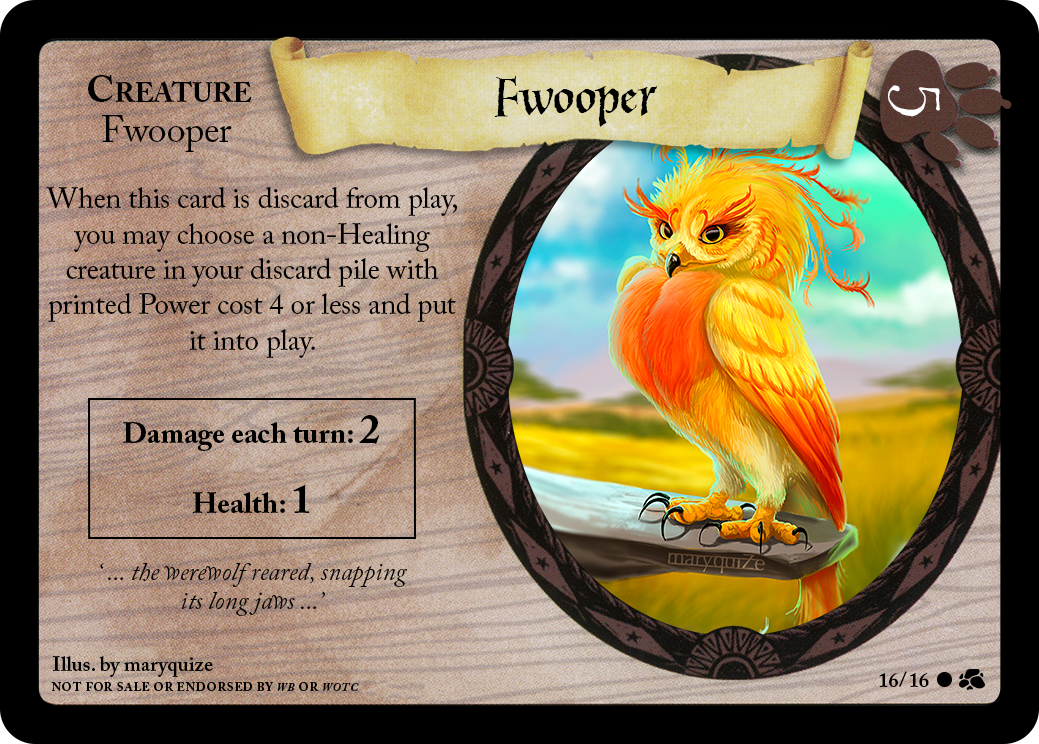 Fwooper
5
CREATURE
Fwooper
When this card is discard from play,
you may choose a non-Healing
creature in your discard pile with
printed Power cost 4 or less and put
it into play.
Damage each turn: 2
Health: 1
‘ ... the werewolf reared, snapping
its long jaws ...’
maryquize
Illus. by maryquize
NOT FOR SALE OR ENDORSED BY WB OR WOTC
16/16